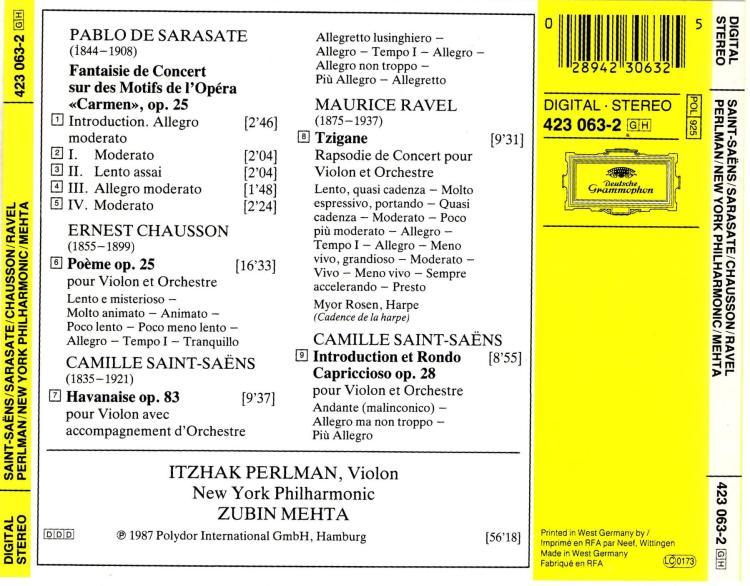 423 063-2 GH
SAINT-SAËNS/SARASATE/CHAUSSON/RAVEL
PERLMAN/NEW YORK PHILHARMONIC/MEHTA
DIGITAL
STEREO
PABLO DE SARASATE
(1844–1908)
Fantaisie de Concert
sur des Motifs de l'Opéra
«Carmen», op. 25
1 Introduction. Allegro [2'46]
moderato
2 I. Moderato [2'04]
3 II. Lento assai [2'04]
4 III. Allegro moderato [1'48]
5 IV. Moderato [2'24]
ERNEST CHAUSSON
(1855–1899)
6 Poème op. 25 [16'33]
pour Violon et Orchestre
Lento e misterioso –
Molto animato – Animato –
Poco lento – Poco meno lento –
Allegro – Tempo I – Tranquillo
CAMILLE SAINT-SAËNS
(1835–1921)
7 Havanaise op. 83 [9'37]
pour Violon avec
accompagnement d'Orchestre
Allegretto lusinghiero –
Allegro – Tempo I – Allegro –
Allegro non troppo –
Più Allegro – Allegretto
MAURICE RAVEL
(1875–1937)
8 Tzigane [9'31]
Rapsodie de Concert pour
Violon et Orchestre
Lento, quasi cadenza – Molto
espressivo, portando – Quasi
cadenza – Moderato – Poco
più moderato – Allegro –
Tempo I – Allegro – Meno
vivo, grandioso – Moderato –
Vivo – Meno vivo – Sempre
accelerando – Presto
Myor Rosen, Harpe
(Cadence de la harpe)
CAMILLE SAINT-SAËNS
9 Introduction et Rondo [8'55]
Capriccioso op. 28
pour Violon et Orchestre
Andante (malinconico) –
Allegro ma non troppo –
Più Allegro
ITZHAK PERLMAN, Violon
New York Philharmonic
ZUBIN MEHTA
DDD ℗ 1987 Polydor International GmbH, Hamburg [56'18]
0 28942 30632 5
DIGITAL · STEREO
423 063-2 GH
POL 925
Deutsche
Grammophon
Printed in West Germany by /
Imprimé en RFA par Neef, Wittingen
Made in West Germany
Fabriqué en RFA
LC 0173
DIGITAL
STEREO
SAINT-SAËNS/SARASATE/CHAUSSON/RAVEL
PERLMAN/NEW YORK PHILHARMONIC/MEHTA
423 063-2 GH